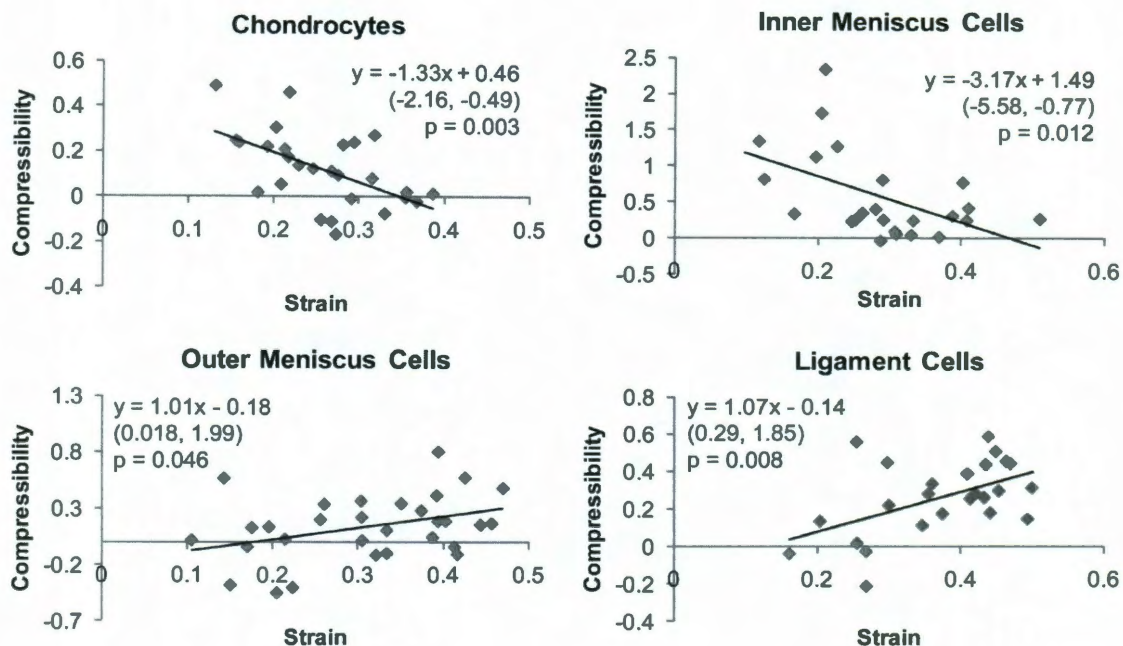 Chondrocytes
0.6
0.4
0.2
0
-0.2
-0.4
0.1
0.2
0.3
0.4
0.5
Compressibility
Strain
y = -1.33x + 0.46
(-2.16, -0.49)
p = 0.003
Inner Meniscus Cells
2.5
2
1.5
1
0.5
0
-0.5
0
0.2
0.4
0.6
Compressibility
Strain
y = -3.17x + 1.49
(-5.58, -0.77)
p = 0.012
Outer Meniscus Cells
1.3
0.8
0.3
-0.2
-0.7
0
0.1
0.2
0.3
0.4
0.5
Compressibility
Strain
y = 1.01x - 0.18
(0.018, 1.99)
p = 0.046
Ligament Cells
0.8
0.6
0.4
0.2
0
-0.2
-0.4
0
0.2
0.4
0.6
Compressibility
Strain
y = 1.07x - 0.14
(0.29, 1.85)
p = 0.008